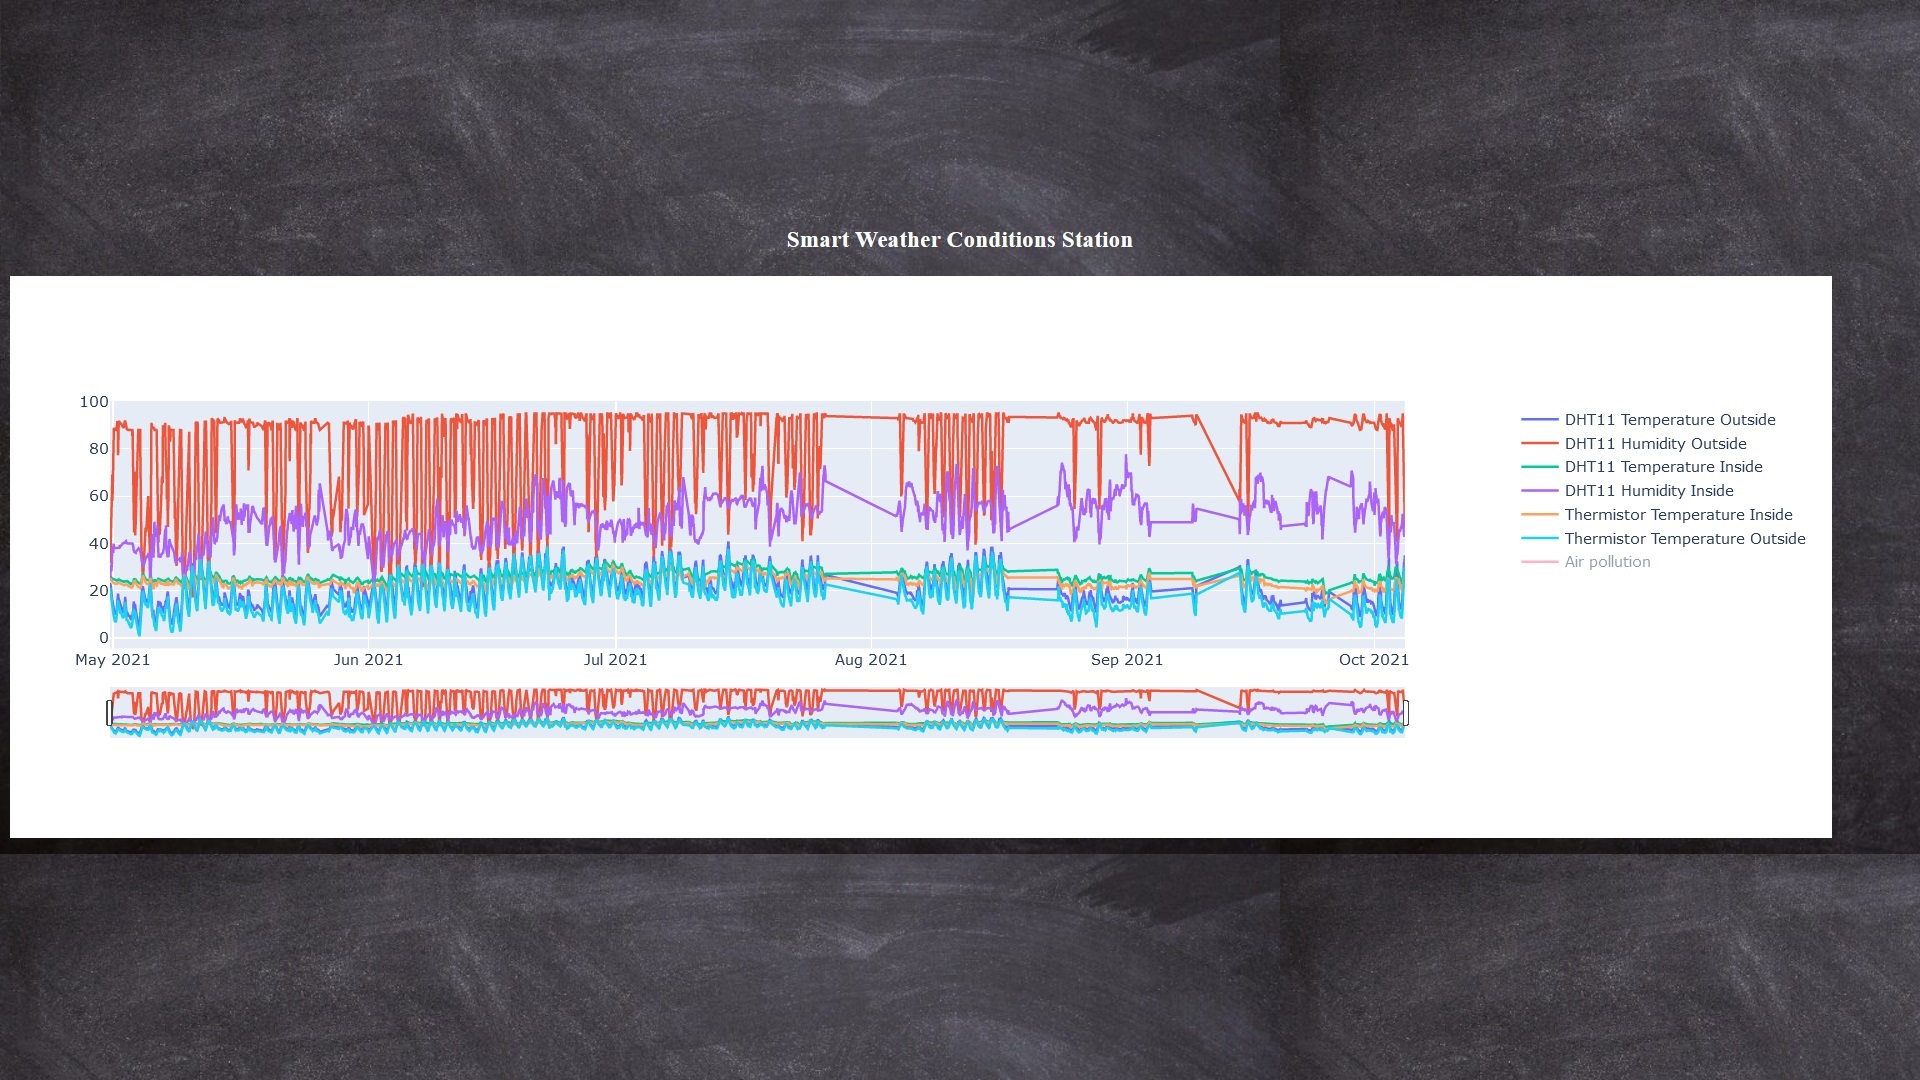 Smart Weather Conditions Station
100
80
60
40
20
0
May 2021 Jun 2021 Jul 2021 Aug 2021 Sep 2021 Oct 2021
DHT11 Temperature Outside
DHT11 Humidity Outside
DHT11 Temperature Inside
DHT11 Humidity Inside
Thermistor Temperature Inside
Thermistor Temperature Outside
Air pollution